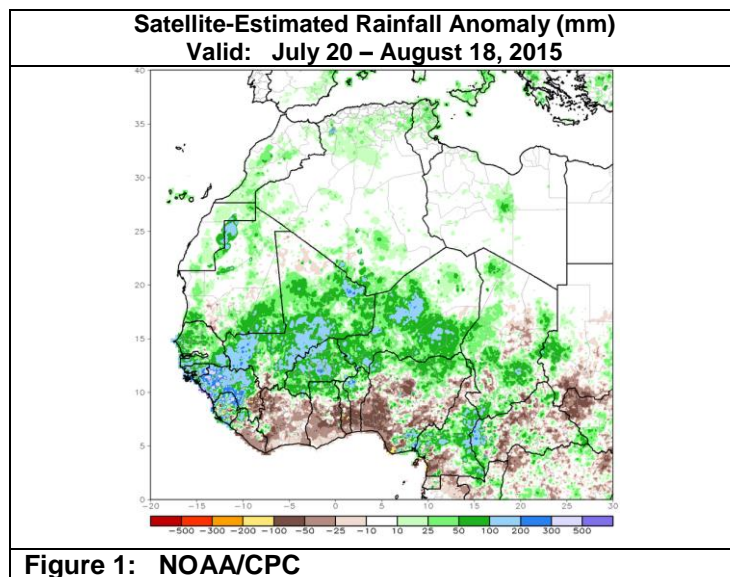 Satellite-Estimated Rainfall Anomaly (mm)
Valid: July 20 – August 18, 2015
40
35
30
25
20
15
10
5
0
-20 -15 -10 -5 0 5 10 15 20 25 30
-500 -300 -200 -100 -50 -25 -10 10 25 50 100 200 300 500
Figure 1: NOAA/CPC